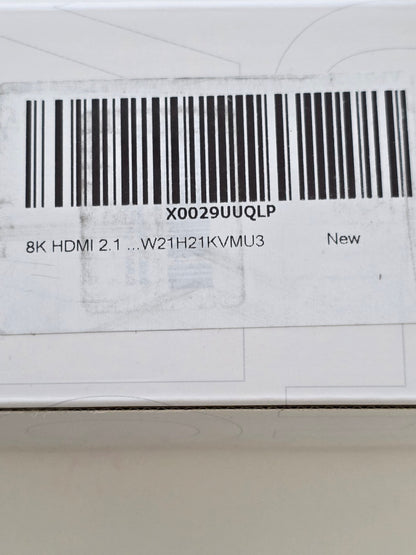 X0029UUQLP
8K HDMI 2.1 ...W21H21KVMU3 New